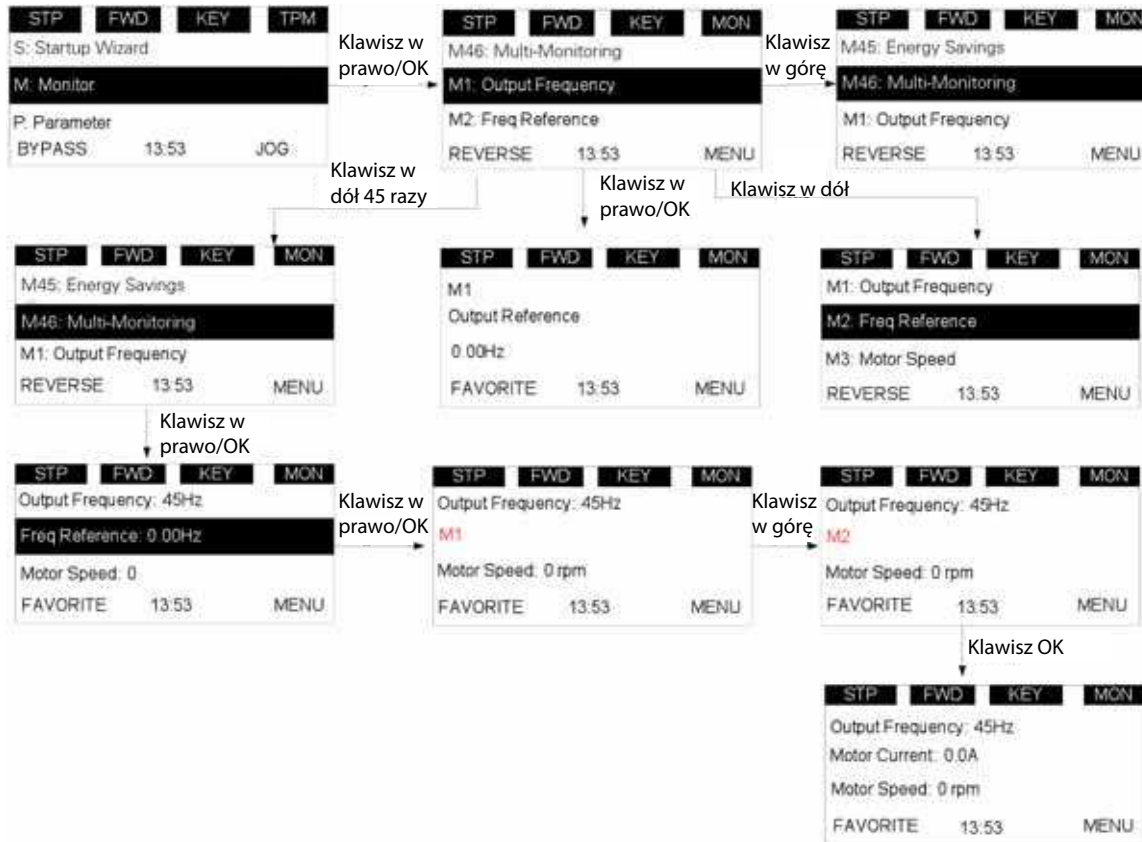 STP FWD KEY TPM
S: Startup Wizard
M: Monitor
P: Parameter
BYPASS 13:53 JOG
Klawisz w
prawo/OK
STP FWD KEY MON
M46: Multi-Monitoring
M1: Output Frequency
M2: Freq Reference
REVERSE 13:53 MENU
Klawisz
w górę
STP FWD KEY MON
M45: Energy Savings
M46: Multi-Monitoring
M1: Output Frequency
REVERSE 13:53 MENU
Klawisz w
dół 45 razy
Klawisz w
prawo/OK
Klawisz w dół
STP FWD KEY MON
M45: Energy Savings
M46: Multi-Monitoring
M1: Output Frequency
REVERSE 13:53 MENU
STP FWD KEY MON
M1
Output Reference
0.00Hz
FAVORITE 13:53 MENU
STP FWD KEY MON
M1: Output Frequency
M2: Freq Reference
M3: Motor Speed
REVERSE 13:53 MENU
Klawisz w
prawo/OK
STP FWD KEY MON
Output Frequency: 45Hz
Freq Reference: 0.00Hz
Motor Speed: 0
FAVORITE 13:53 MENU
Klawisz w
prawo/OK
STP FWD KEY MON
Output Frequency: 45Hz
M1
Motor Speed: 0 rpm
FAVORITE 13:53 MENU
Klawisz
w górę
STP FWD KEY MON
Output Frequency: 45Hz
M2
Motor Speed: 0 rpm
FAVORITE 13:53 MENU
Klawisz OK
STP FWD KEY MON
Output Frequency: 45Hz
Motor Current: 0.0A
Motor Speed: 0 rpm
FAVORITE 13:53 MENU